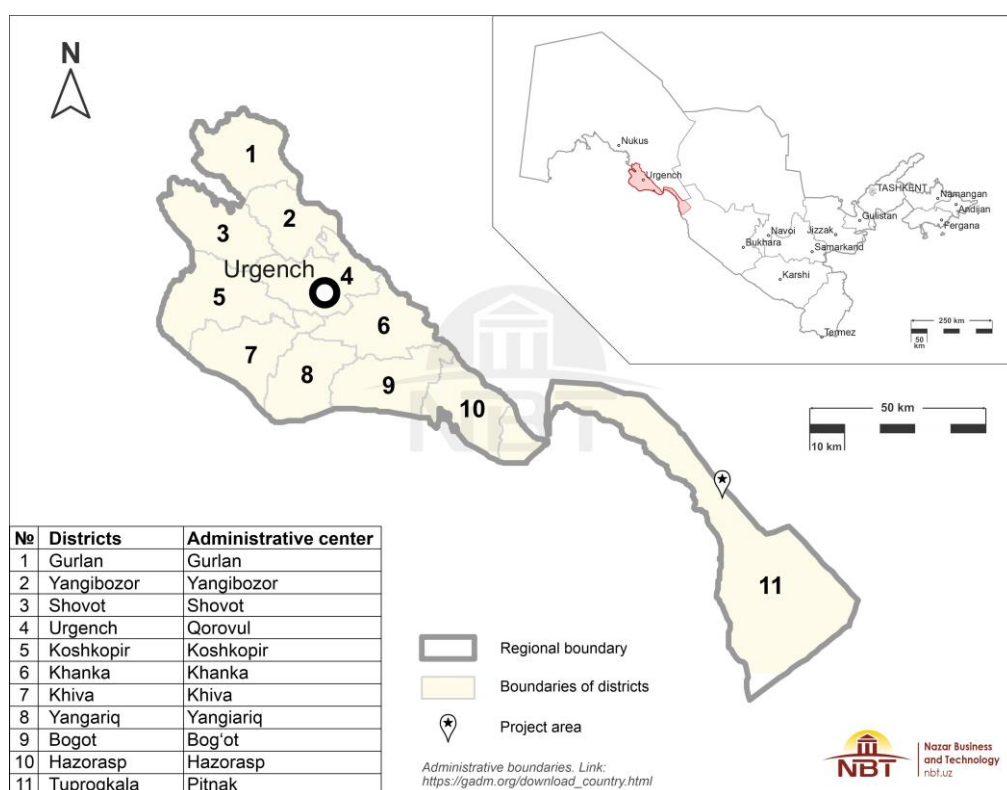 N
1
2
3
Urgench
4
5
6
7
8
9
10
11
NBT
Nukus
Urgench
TASHKENT
Namangan
Andijan
Fergana
Gulistan
Navoi
Jizzak
Bukhara
Samarkand
Karshi
Termez
250 km
50 km
50 km
10 km
№ Districts Administrative center
1 Gurlan Gurlan
2 Yangibozor Yangibozor
3 Shovot Shovot
4 Urgench Qorovul
5 Koshkopir Koshkopir
6 Khanka Khanka
7 Khiva Khiva
8 Yangariq Yangiariq
9 Bogot Bog‘ot
10 Hazorasp Hazorasp
11 Tuprogkala Pitnak
Regional boundary
Boundaries of districts
Project area
Administrative boundaries. Link:
https://gadm.org/download_country.html
NBT
Nazar Business
and Technology
nbt.uz